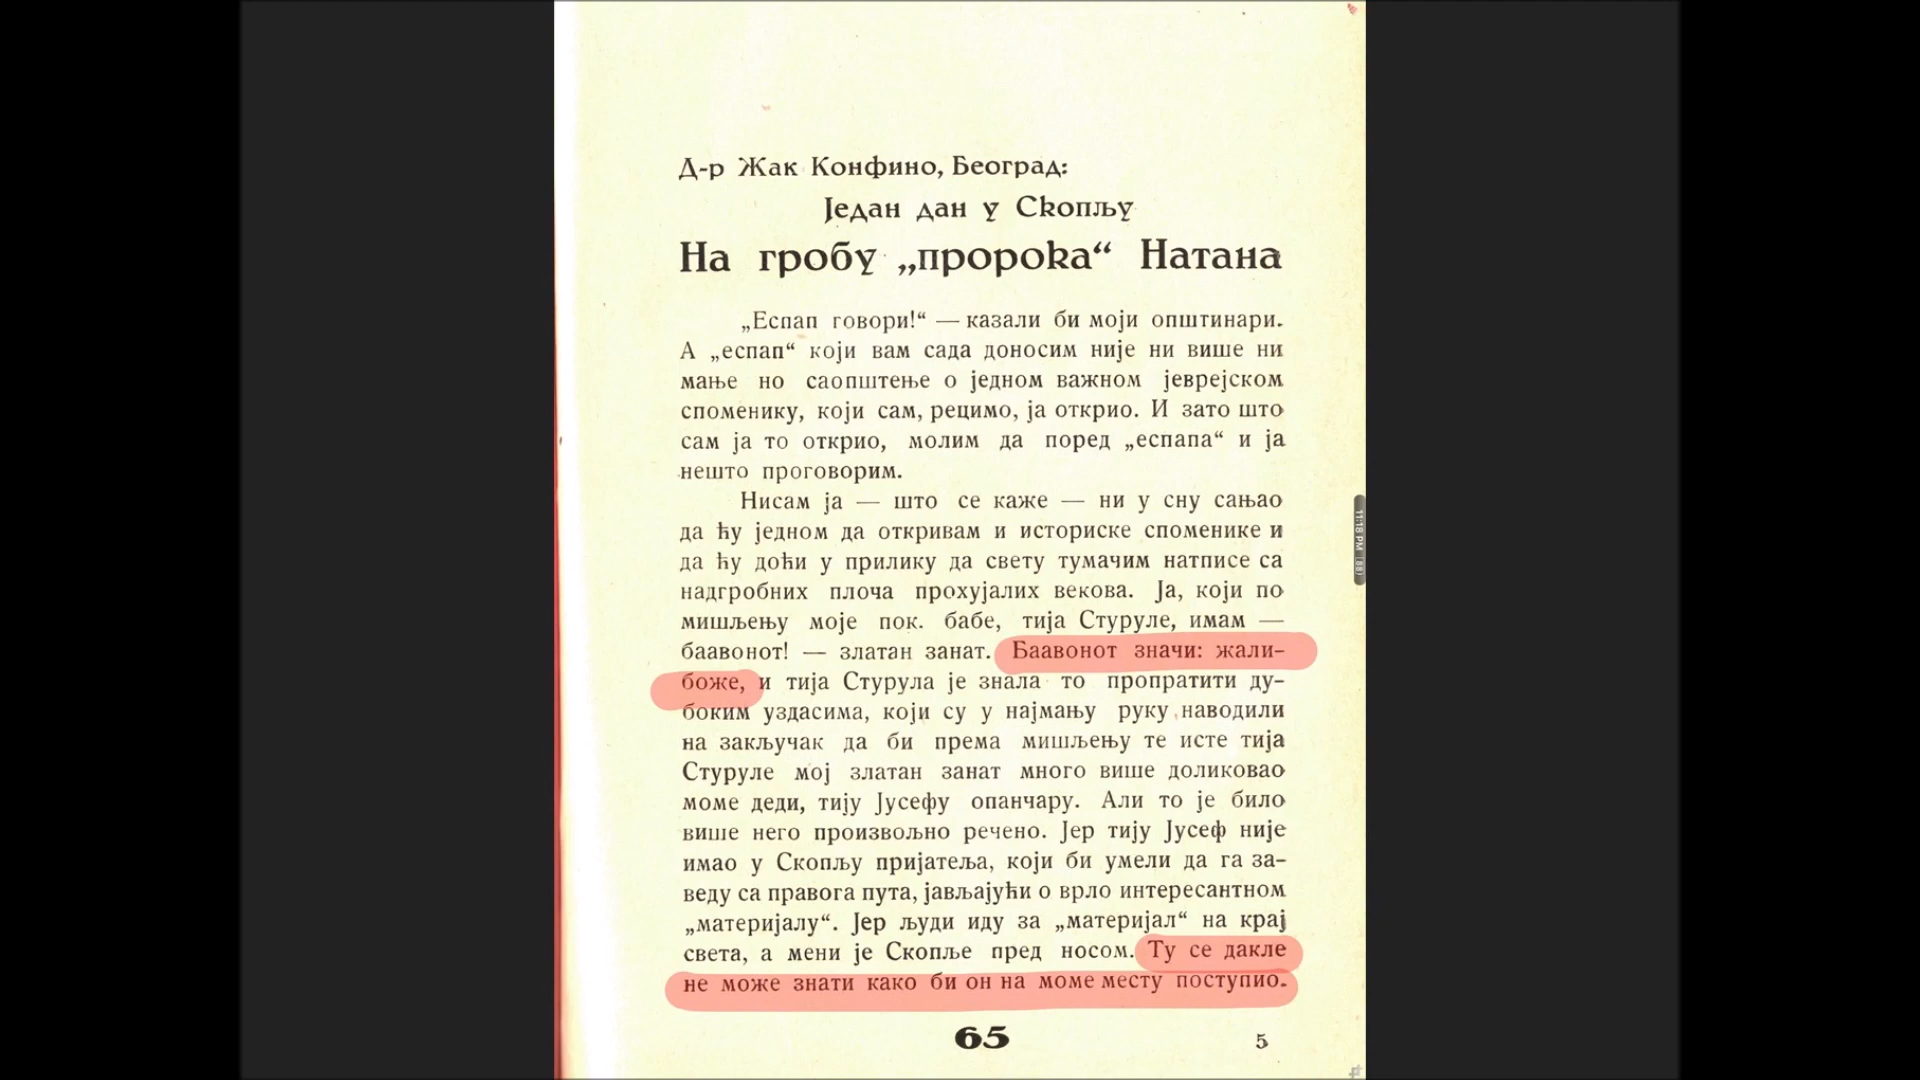 Д-р Жак Конфино, Београд:
Један дан у Скопљу
На гробу „пророка“ Натана
„Еспап говори!“ — казали би моји општинари.
А „еспап“ који вам сада доносим није ни више ни
мање но саопштење о једном важном јеврејском
споменику, који сам, рецимо, ја открио. И зато што
сам ја то открио, молим да поред „еспапа“ и ја
нешто проговорим.
Нисам ја — што се каже — ни у сну сањао
да ћу једном да откривам и историске споменике и
да ћу доћи у прилику да свету тумачим натписе са
надгробних плоча прохујалих векова. Ја, који по
мишљењу моје пок. бабе, тија Стуруле, имам —
баавонот! — златан занат. Баавонот значи: жали-
боже, и тија Стурула је знала то пропратити ду-
боким уздасима, који су у најмању руку наводили
на закључак да би према мишљењу те исте тија
Стуруле мој златан занат много више доликовао
моме деди, тију Јусефу опанчару. Али то је било
више него произвољно речено. Јер тију Јусеф није
имао у Скопљу пријатеља, који би умели да га за-
веду са правога пута, јављајући о врло интересантном
„материјалу“. Јер људи иду за „материјал“ на крај
света, а мени је Скопље пред носом. Ту се дакле
не може знати како би он на моме месту поступио.
65
5
11:18 PM (88)